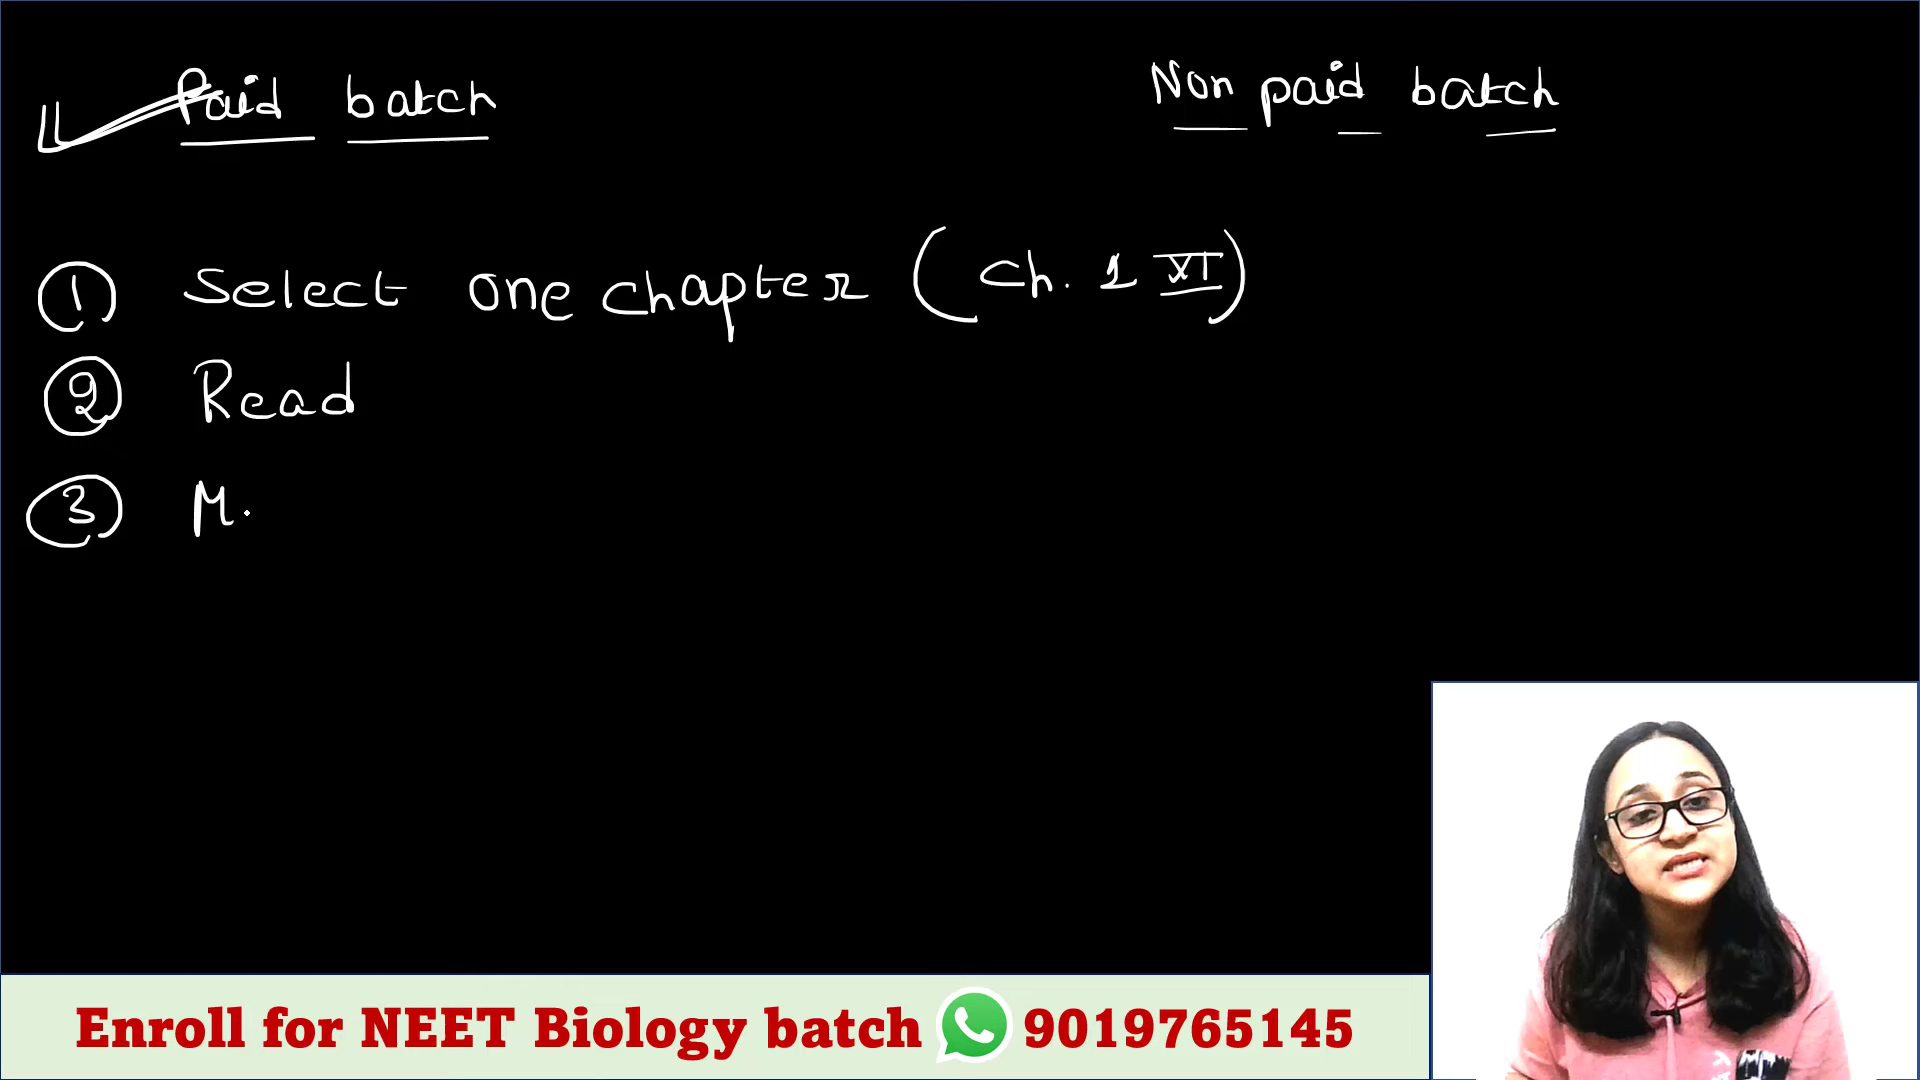 Paid batch
Non paid batch
1 Select one chapter (Ch. 1 XI)
2 Read
3 M.
Enroll for NEET Biology batch 9019765145